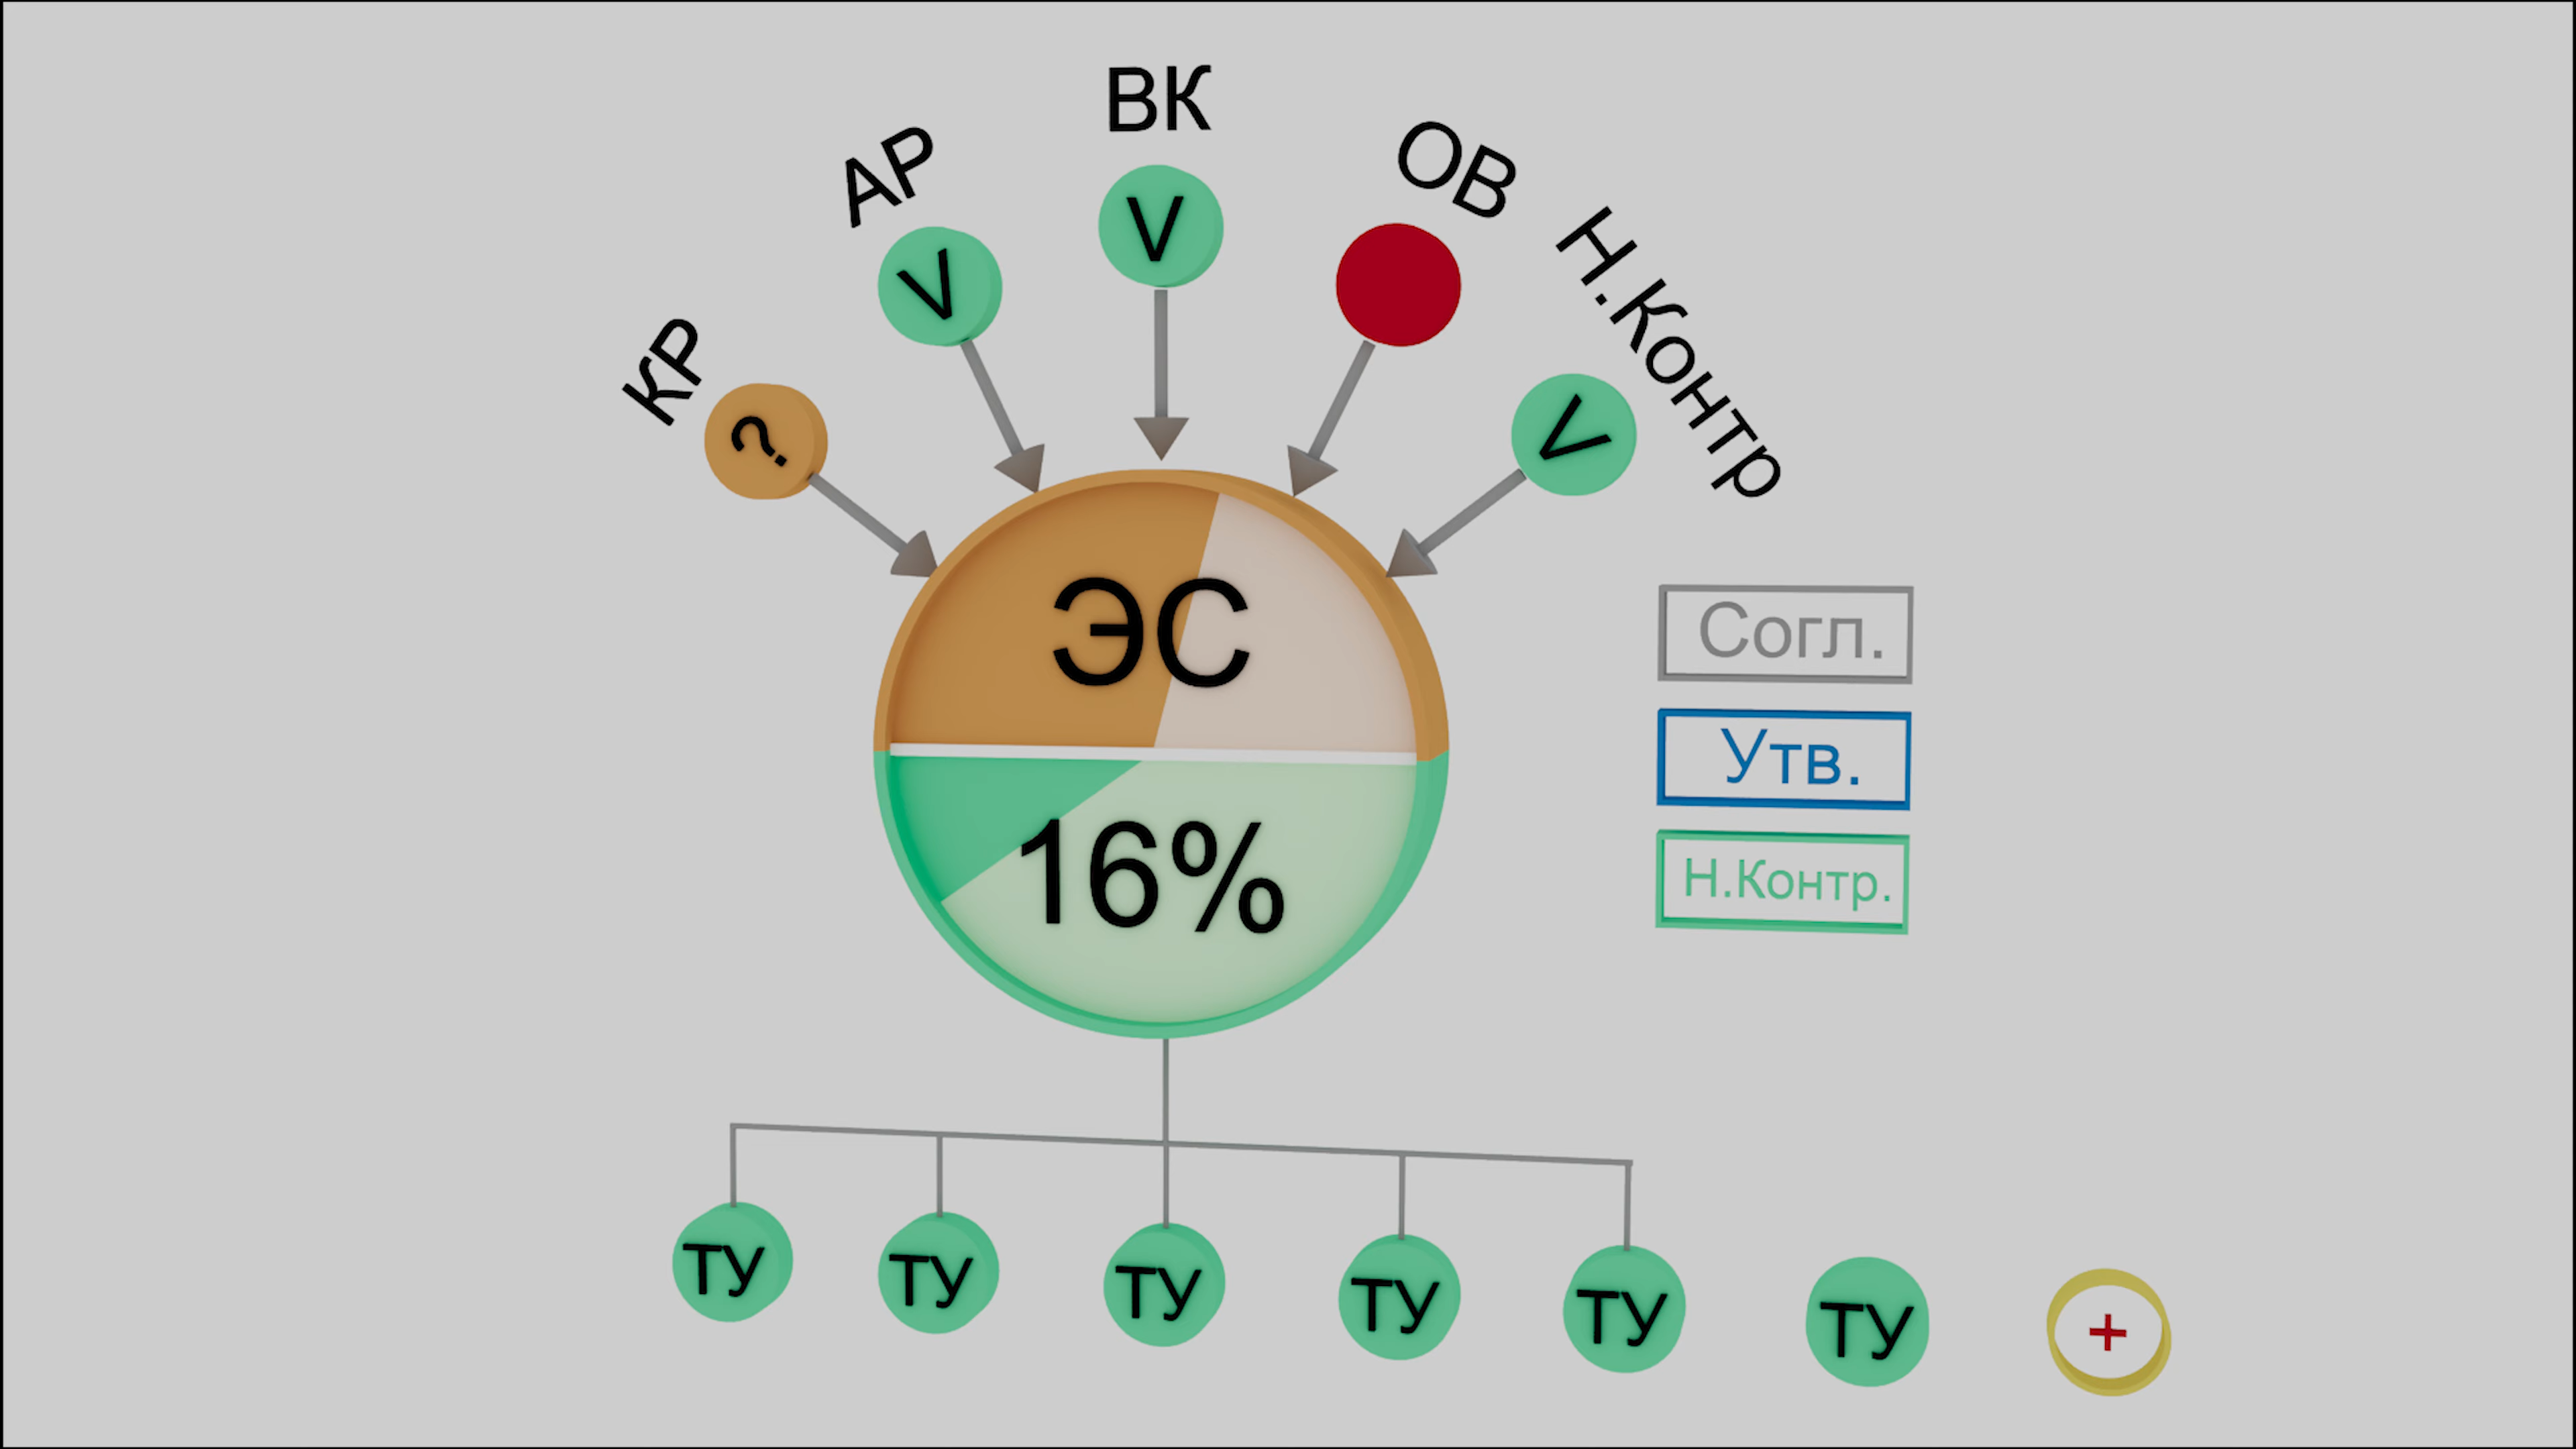 ВК
АР
ОВ
КР
Н.Контр
V
V
?
V
ЭС
16%
Согл.
Утв.
Н.Контр.
ТУ
ТУ
ТУ
ТУ
ТУ
ТУ
+